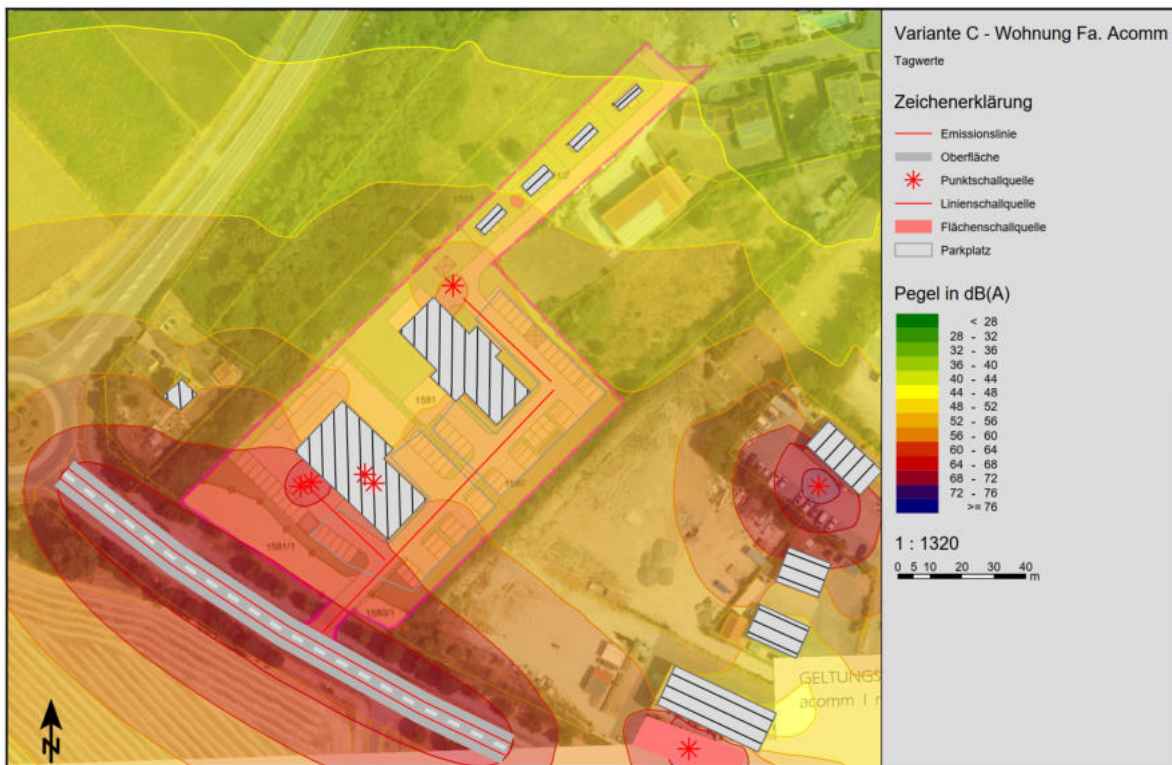 Variante C - Wohnung Fa. Acomm
Tagwerte
Zeichenerklärung
Emissionslinie
Oberfläche
Punktschallquelle
Linienschallquelle
Flächenschallquelle
Parkplatz
Pegel in dB(A)
< 28
28 - 32
32 - 36
36 - 40
40 - 44
44 - 48
48 - 52
52 - 56
56 - 60
60 - 64
64 - 68
68 - 72
72 - 76
>= 76
1 : 1320
0 5 10 20 30 40
m
1581
1581/1
1580/1
GELTUNGS
acomm I r
N